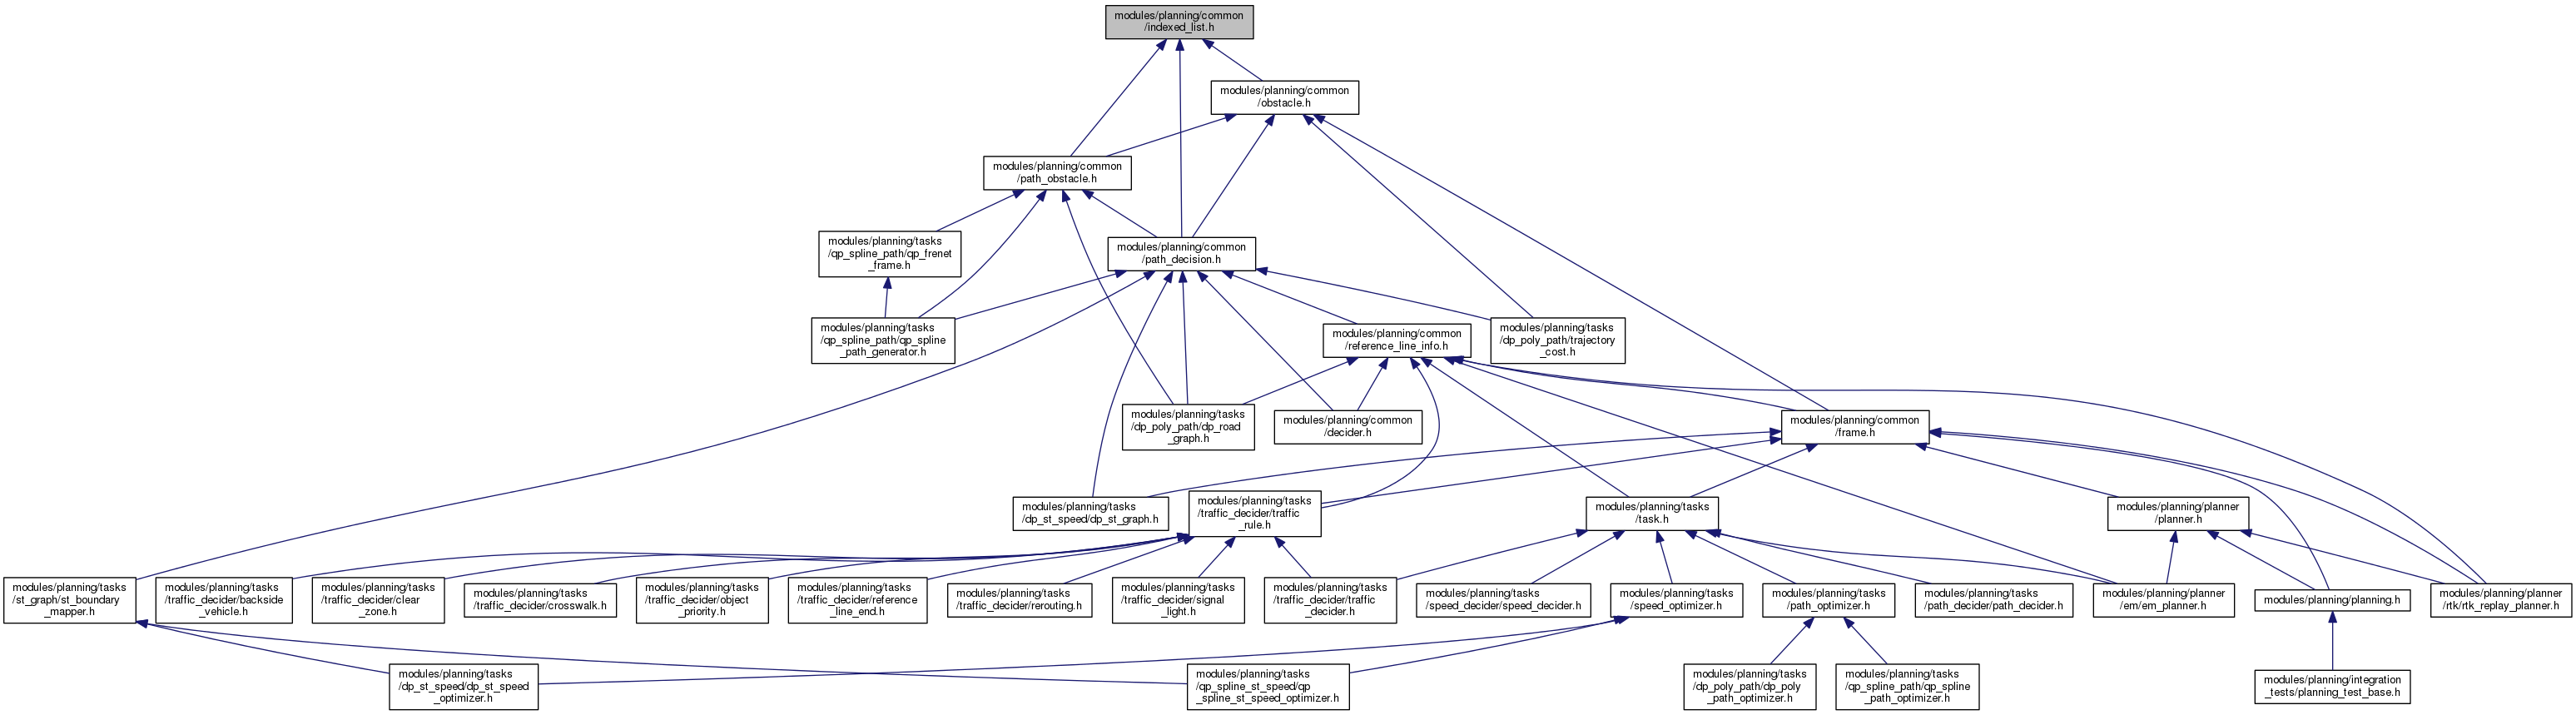 modules/planning/common
/indexed_list.h
modules/planning/common
/obstacle.h
modules/planning/common
/path_obstacle.h
modules/planning/tasks
/qp_spline_path/qp_frenet
_frame.h
modules/planning/common
/path_decision.h
modules/planning/tasks
/qp_spline_path/qp_spline
_path_generator.h
modules/planning/common
/reference_line_info.h
modules/planning/tasks
/dp_poly_path/trajectory
_cost.h
modules/planning/tasks
/dp_poly_path/dp_road
_graph.h
modules/planning/common
/decider.h
modules/planning/common
/frame.h
modules/planning/tasks
/dp_st_speed/dp_st_graph.h
modules/planning/tasks
/traffic_decider/traffic
_rule.h
modules/planning/tasks
/task.h
modules/planning/planner
/planner.h
modules/planning/tasks
/st_graph/st_boundary
_mapper.h
modules/planning/tasks
/traffic_decider/backside
_vehicle.h
modules/planning/tasks
/traffic_decider/clear
_zone.h
modules/planning/tasks
/traffic_decider/crosswalk.h
modules/planning/tasks
/traffic_decider/object
_priority.h
modules/planning/tasks
/traffic_decider/reference
_line_end.h
modules/planning/tasks
/traffic_decider/rerouting.h
modules/planning/tasks
/traffic_decider/signal
_light.h
modules/planning/tasks
/traffic_decider/traffic
_decider.h
modules/planning/tasks
/speed_decider/speed_decider.h
modules/planning/tasks
/speed_optimizer.h
modules/planning/tasks
/path_optimizer.h
modules/planning/tasks
/path_decider/path_decider.h
modules/planning/planner
/em/em_planner.h
modules/planning/planning.h
modules/planning/planner
/rtk/rtk_replay_planner.h
modules/planning/tasks
/dp_st_speed/dp_st_speed
_optimizer.h
modules/planning/tasks
/qp_spline_st_speed/qp
_spline_st_speed_optimizer.h
modules/planning/tasks
/dp_poly_path/dp_poly
_path_optimizer.h
modules/planning/tasks
/qp_spline_path/qp_spline
_path_optimizer.h
modules/planning/integration
_tests/planning_test_base.h